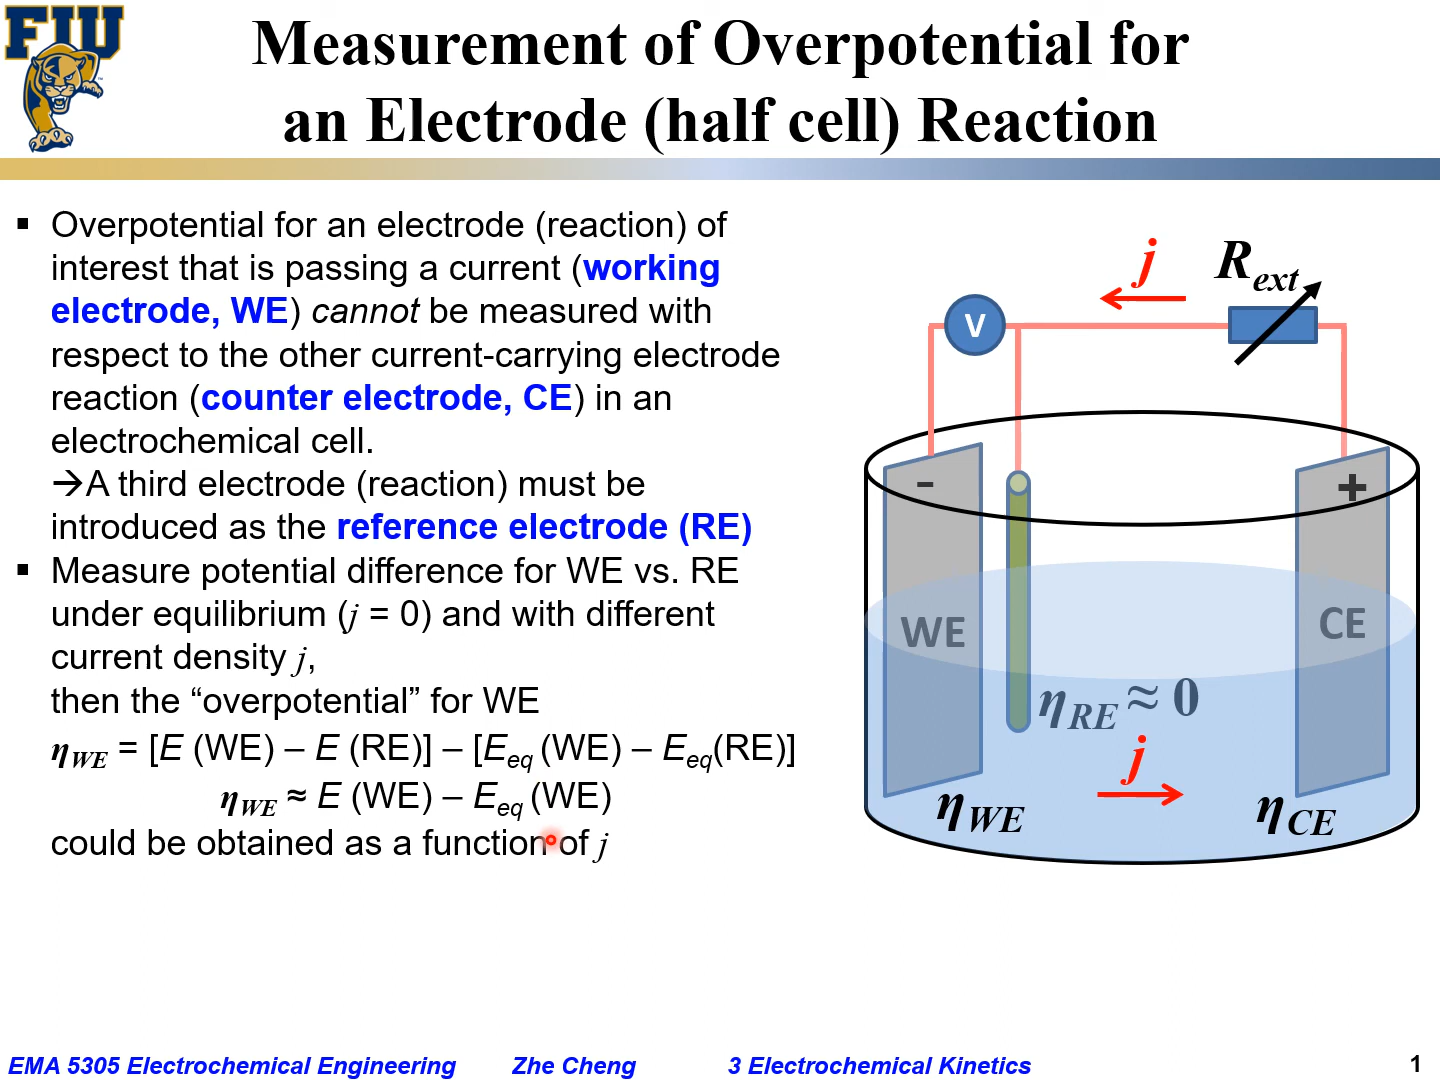 FIU
Measurement of Overpotential for
an Electrode (half cell) Reaction
▪ Overpotential for an electrode (reaction) of
interest that is passing a current (working
electrode, WE) cannot be measured with
respect to the other current-carrying electrode
reaction (counter electrode, CE) in an
electrochemical cell.
→A third electrode (reaction) must be
introduced as the reference electrode (RE)
▪ Measure potential difference for WE vs. RE
under equilibrium (j = 0) and with different
current density j,
then the “overpotential” for WE
η_WE = [E (WE) – E (RE)] – [E_eq (WE) – E_eq(RE)]
η_WE ≈ E (WE) – E_eq (WE)
could be obtained as a function of j
j
R_ext
V
-
+
WE
CE
η_RE ≈ 0
j
η_WE
η_CE
EMA 5305 Electrochemical Engineering Zhe Cheng 3 Electrochemical Kinetics 1